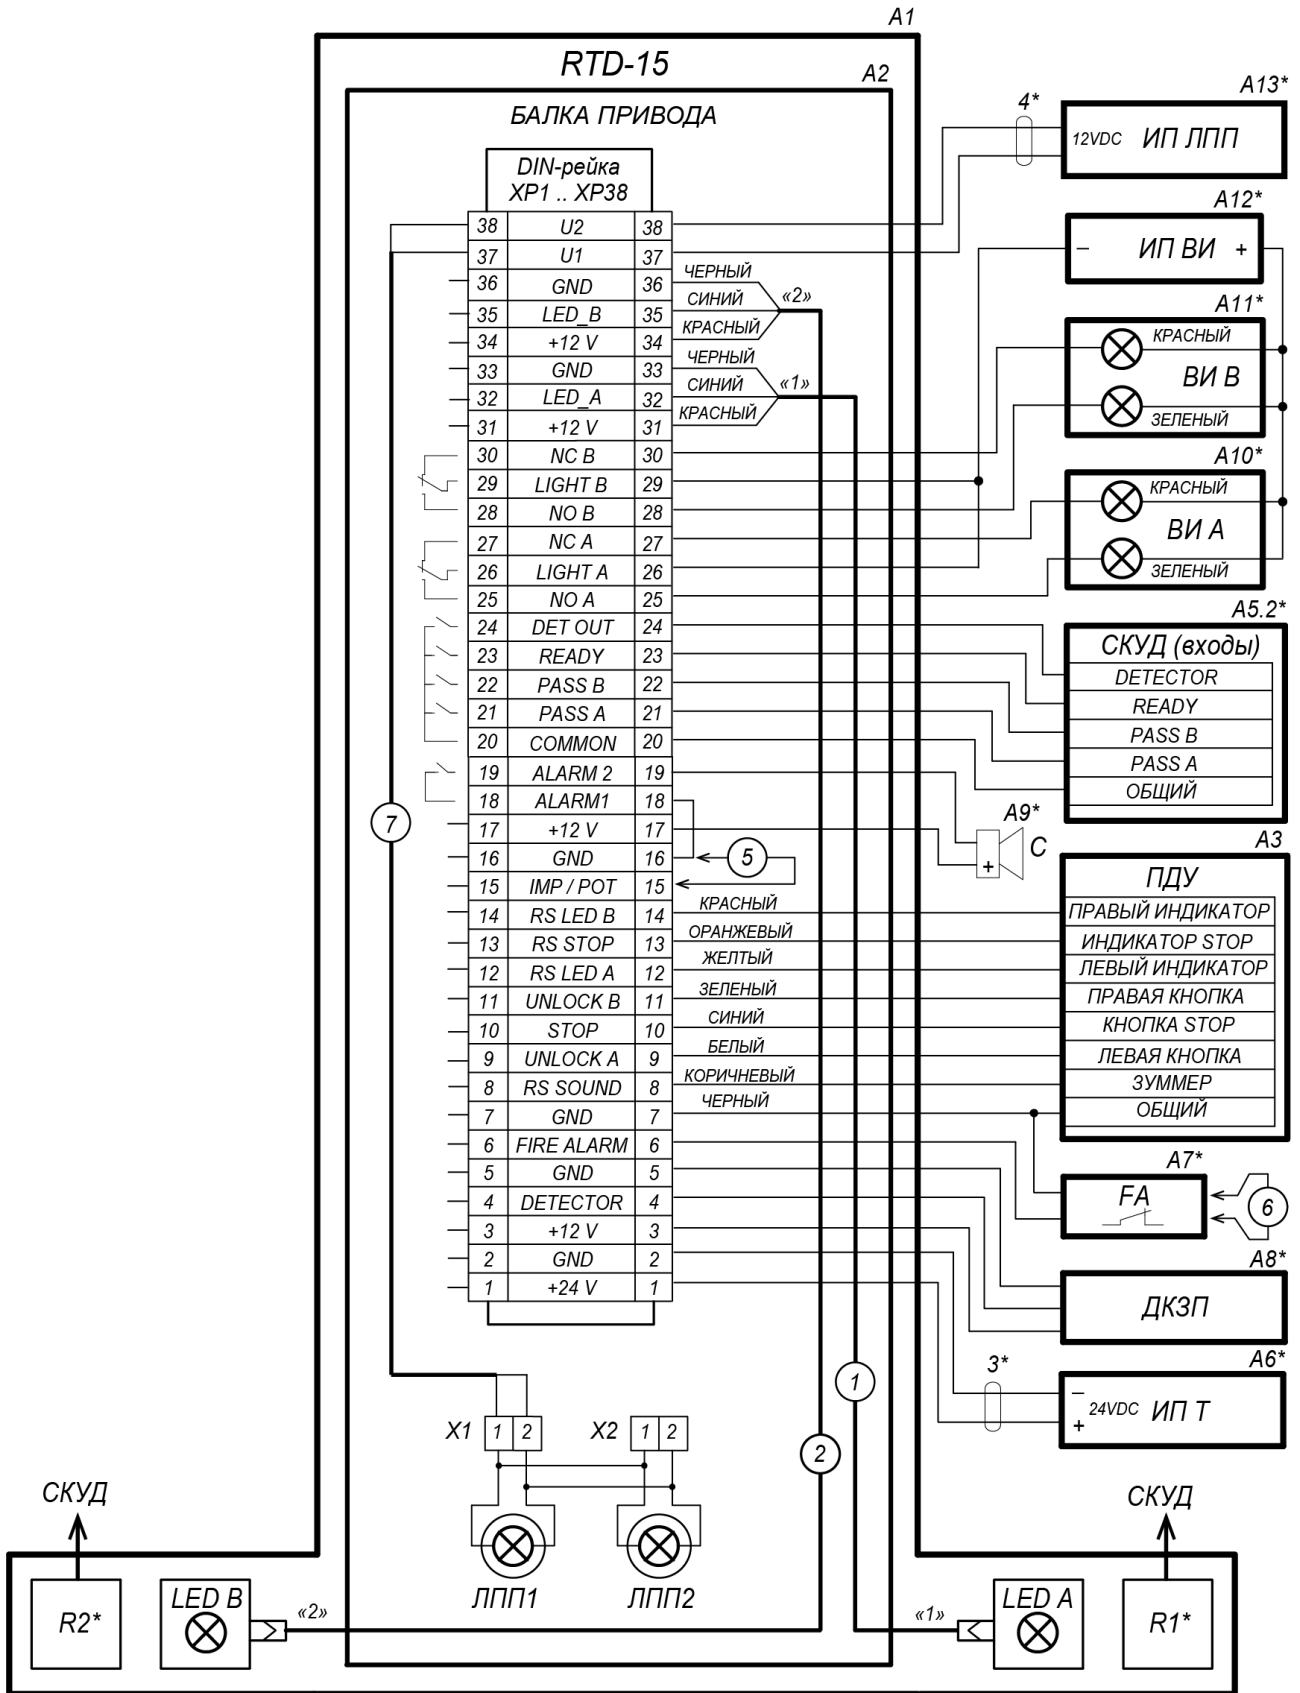 A1
RTD-15
A2
БАЛКА ПРИВОДА
DIN-рейка
XP1 .. XP38
38 U2 38
37 U1 37
36 GND 36 ЧЕРНЫЙ
35 LED_B 35 СИНИЙ «2»
34 +12 V 34 КРАСНЫЙ
33 GND 33 ЧЕРНЫЙ
32 LED_A 32 СИНИЙ «1»
31 +12 V 31 КРАСНЫЙ
30 NC B 30
29 LIGHT B 29
28 NO B 28
27 NC A 27
26 LIGHT A 26
25 NO A 25
24 DET OUT 24
23 READY 23
22 PASS B 22
21 PASS A 21
20 COMMON 20
19 ALARM 2 19
18 ALARM1 18
17 +12 V 17
16 GND 16
15 IMP / POT 15
14 RS LED B 14 КРАСНЫЙ
13 RS STOP 13 ОРАНЖЕВЫЙ
12 RS LED A 12 ЖЕЛТЫЙ
11 UNLOCK B 11 ЗЕЛЕНЫЙ
10 STOP 10 СИНИЙ
9 UNLOCK A 9 БЕЛЫЙ
8 RS SOUND 8 КОРИЧНЕВЫЙ
7 GND 7 ЧЕРНЫЙ
6 FIRE ALARM 6
5 GND 5
4 DETECTOR 4
3 +12 V 3
2 GND 2
1 +24 V 1
7
5
4*
A13*
12VDC ИП ЛПП
A12*
– ИП ВИ +
A11*
КРАСНЫЙ
ВИ B
ЗЕЛЕНЫЙ
A10*
КРАСНЫЙ
ВИ A
ЗЕЛЕНЫЙ
A5.2*
СКУД (входы)
DETECTOR
READY
PASS B
PASS A
ОБЩИЙ
A9*
+ C
A3
ПДУ
ПРАВЫЙ ИНДИКАТОР
ИНДИКАТОР STOP
ЛЕВЫЙ ИНДИКАТОР
ПРАВАЯ КНОПКА
КНОПКА STOP
ЛЕВАЯ КНОПКА
ЗУММЕР
ОБЩИЙ
A7*
FA
6
A8*
ДКЗП
3*
A6*
–
24VDC ИП Т
+
1
2
X1 1 2
X2 1 2
ЛПП1
ЛПП2
СКУД
R2*
LED B
«2»
«1»
LED A
СКУД
R1*